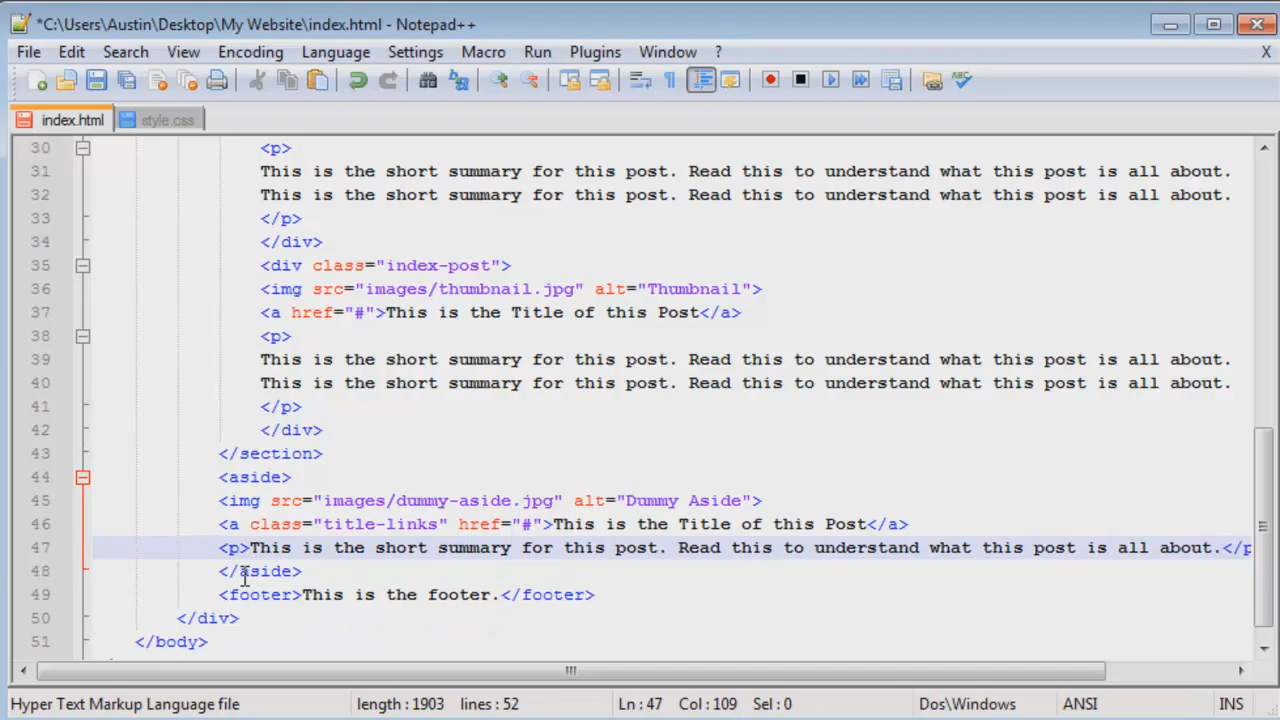 *C:\Users\Austin\Desktop\My Website\index.html - Notepad++
File Edit Search View Encoding Language Settings Macro Run Plugins Window ? X
index.html style.css
30 <p>
31 This is the short summary for this post. Read this to understand what this post is all about.
32 This is the short summary for this post. Read this to understand what this post is all about.
33 </p>
34 </div>
35 <div class="index-post">
36 <img src="images/thumbnail.jpg" alt="Thumbnail">
37 <a href="#">This is the Title of this Post</a>
38 <p>
39 This is the short summary for this post. Read this to understand what this post is all about.
40 This is the short summary for this post. Read this to understand what this post is all about.
41 </p>
42 </div>
43 </section>
44 <aside>
45 <img src="images/dummy-aside.jpg" alt="Dummy Aside">
46 <a class="title-links" href="#">This is the Title of this Post</a>
47 <p>This is the short summary for this post. Read this to understand what this post is all about.</p
48 </aside>
49 <footer>This is the footer.</footer>
50 </div>
51 </body>
Hyper Text Markup Language file length : 1903 lines : 52 Ln : 47 Col : 109 Sel : 0 Dos\Windows ANSI INS